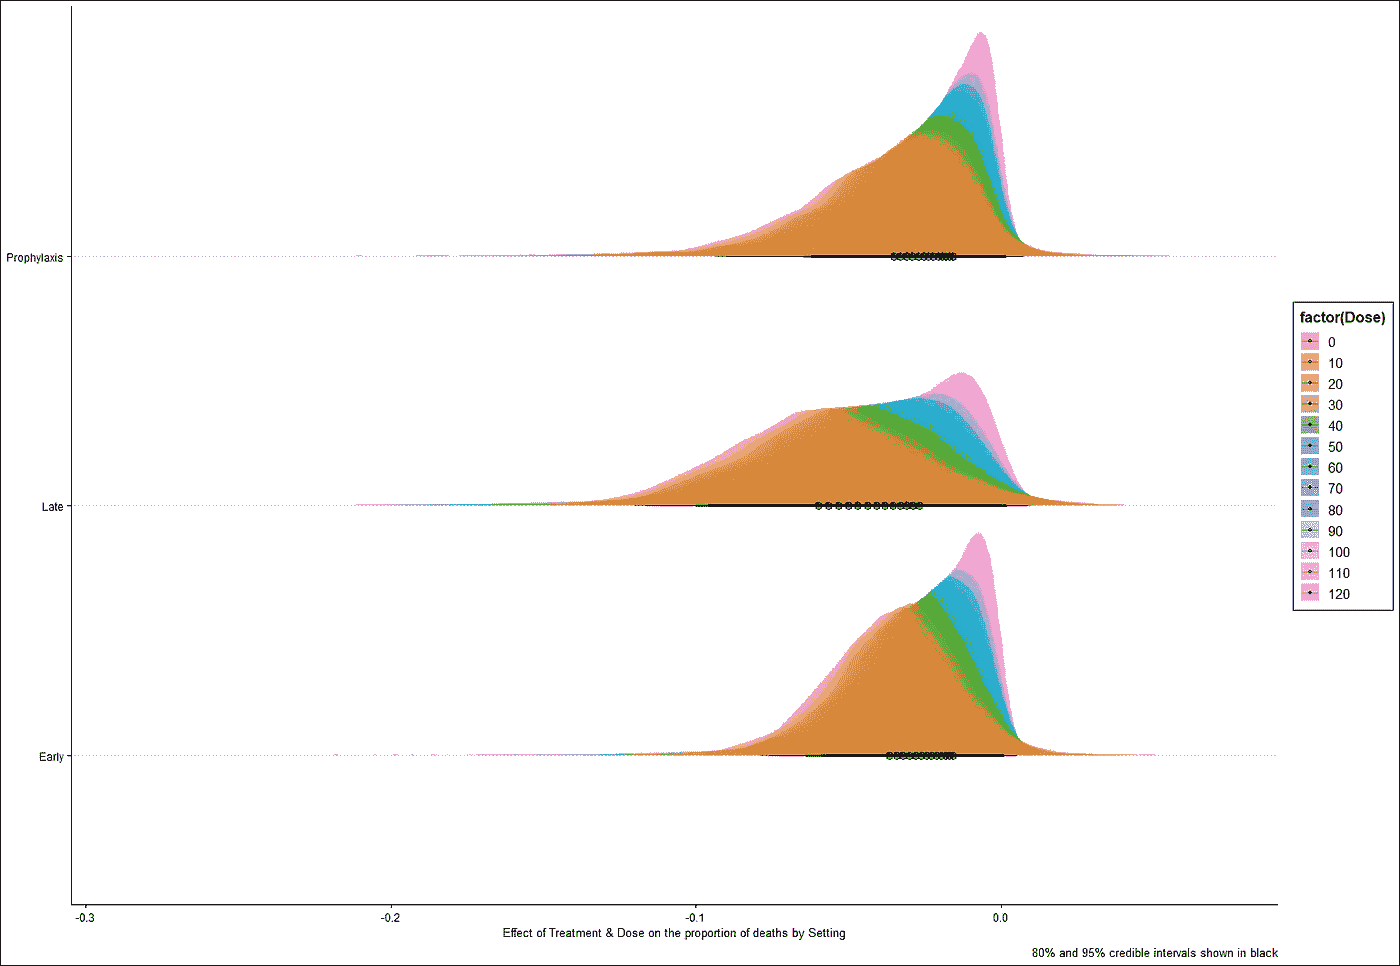 Prophylaxis
Late
Early
-0.3
-0.2
-0.1
0.0
Effect of Treatment & Dose on the proportion of deaths by Setting
80% and 95% credible intervals shown in black
factor(Dose)
0
10
20
30
40
50
60
70
80
90
100
110
120